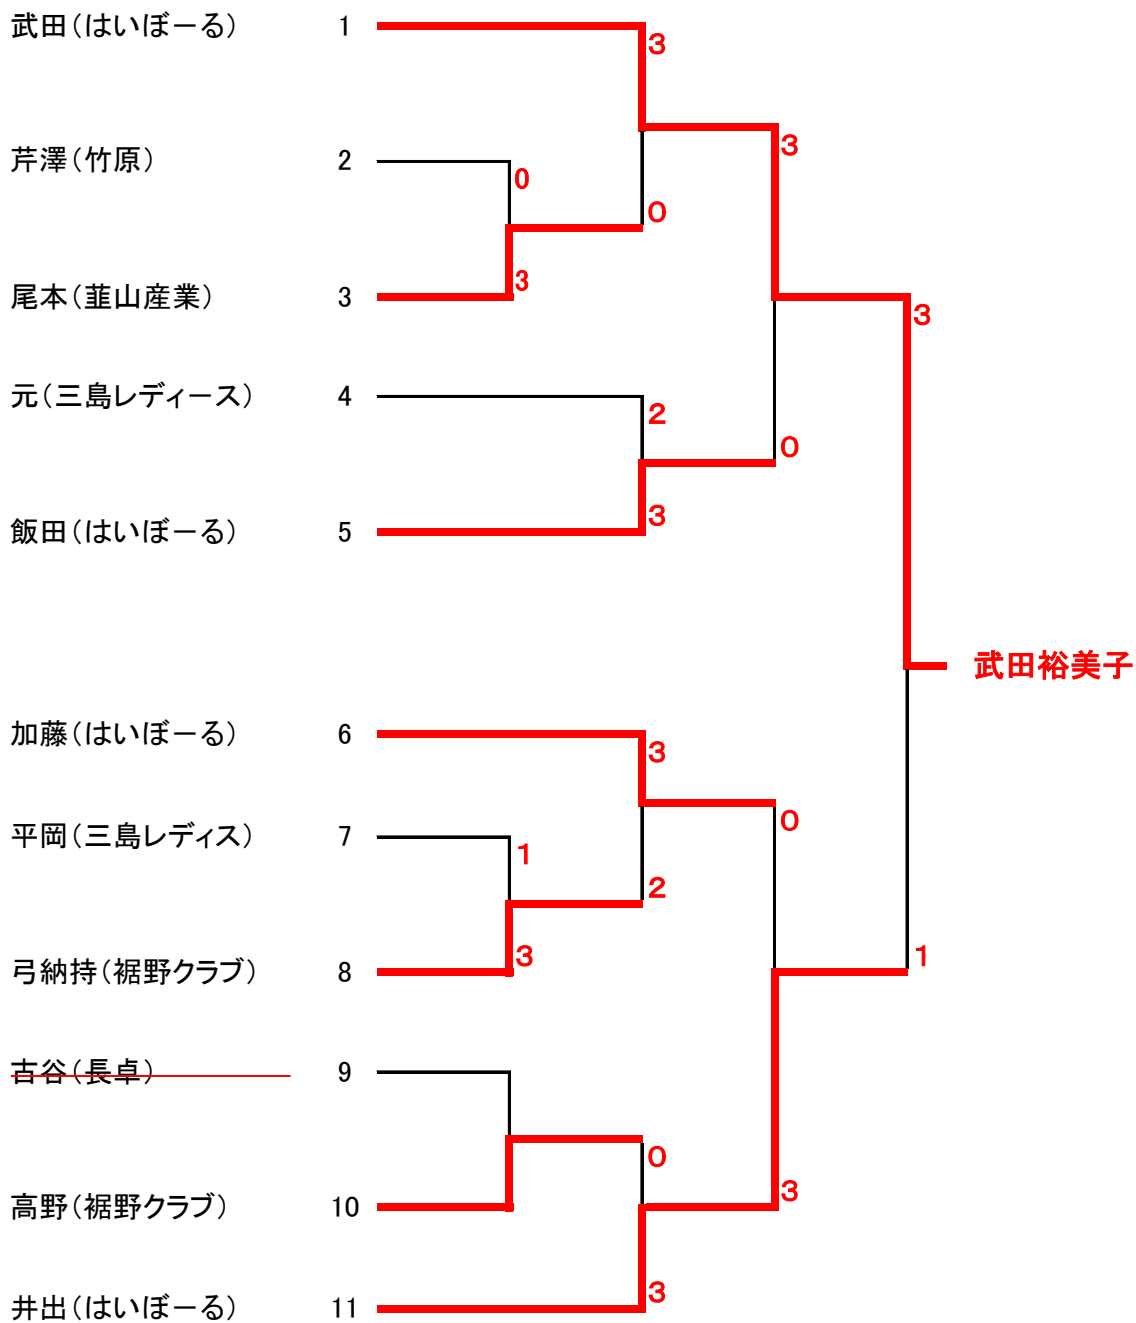 武田（はいぼーる） 1
3
3
芹澤（竹原） 2
0
0
尾本（韮山産業） 3
3
3
元（三島レディース） 4
2
0
飯田（はいぼーる） 5
3
武田裕美子
加藤（はいぼーる） 6
3
0
平岡（三島レディス） 7
1
2
弓納持（裾野クラブ） 8
3
1
古谷（長卓） 9
0
高野（裾野クラブ） 10
3
井出（はいぼーる） 11
3